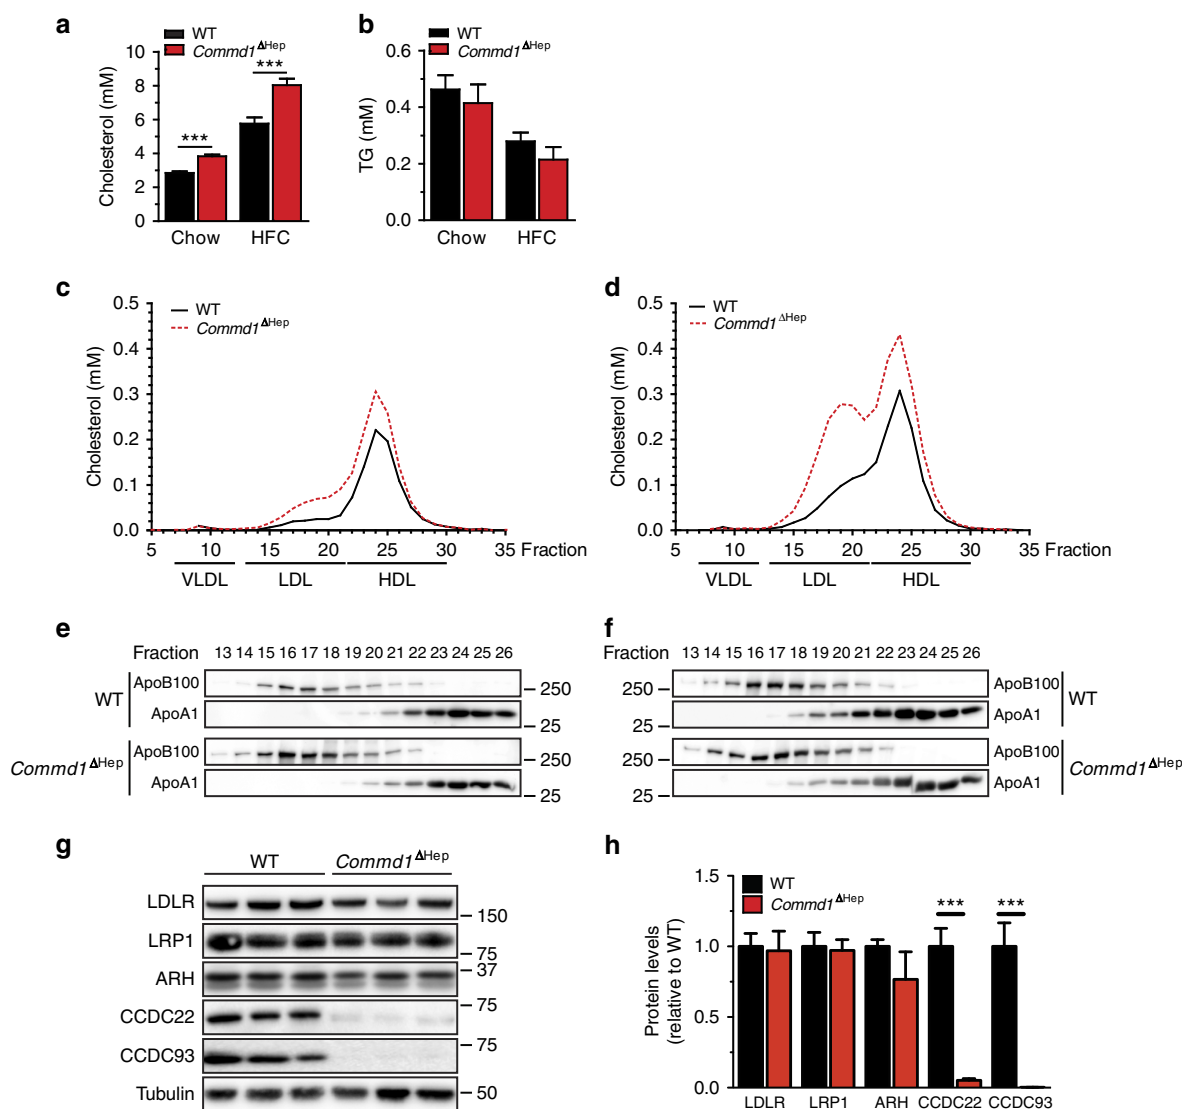 a
WT
Commd1ΔHep
Cholesterol (mM)
10
8
6
4
2
0
***
***
Chow
HFC
b
WT
Commd1ΔHep
TG (mM)
0.6
0.4
0.2
0.0
Chow
HFC
c
WT
Commd1ΔHep
Cholesterol (mM)
0.5
0.4
0.3
0.2
0.1
0.0
5 10 15 20 25 30 35 Fraction
VLDL LDL HDL
d
WT
Commd1ΔHep
Cholesterol (mM)
0.5
0.4
0.3
0.2
0.1
0.0
5 10 15 20 25 30 35 Fraction
VLDL LDL HDL
e
Fraction 13 14 15 16 17 18 19 20 21 22 23 24 25 26
WT
ApoB100
250
ApoA1
25
Commd1ΔHep
ApoB100
250
ApoA1
25
f
Fraction 13 14 15 16 17 18 19 20 21 22 23 24 25 26
250
ApoB100
WT
25
ApoA1
250
ApoB100
Commd1ΔHep
25
ApoA1
g
WT Commd1ΔHep
LDLR
150
LRP1
75
ARH
37
CCDC22
75
CCDC93
75
Tubulin
50
h
WT
Commd1ΔHep
Protein levels
(relative to WT)
1.5
1.0
0.5
0.0
***
***
LDLR LRP1 ARH CCDC22 CCDC93